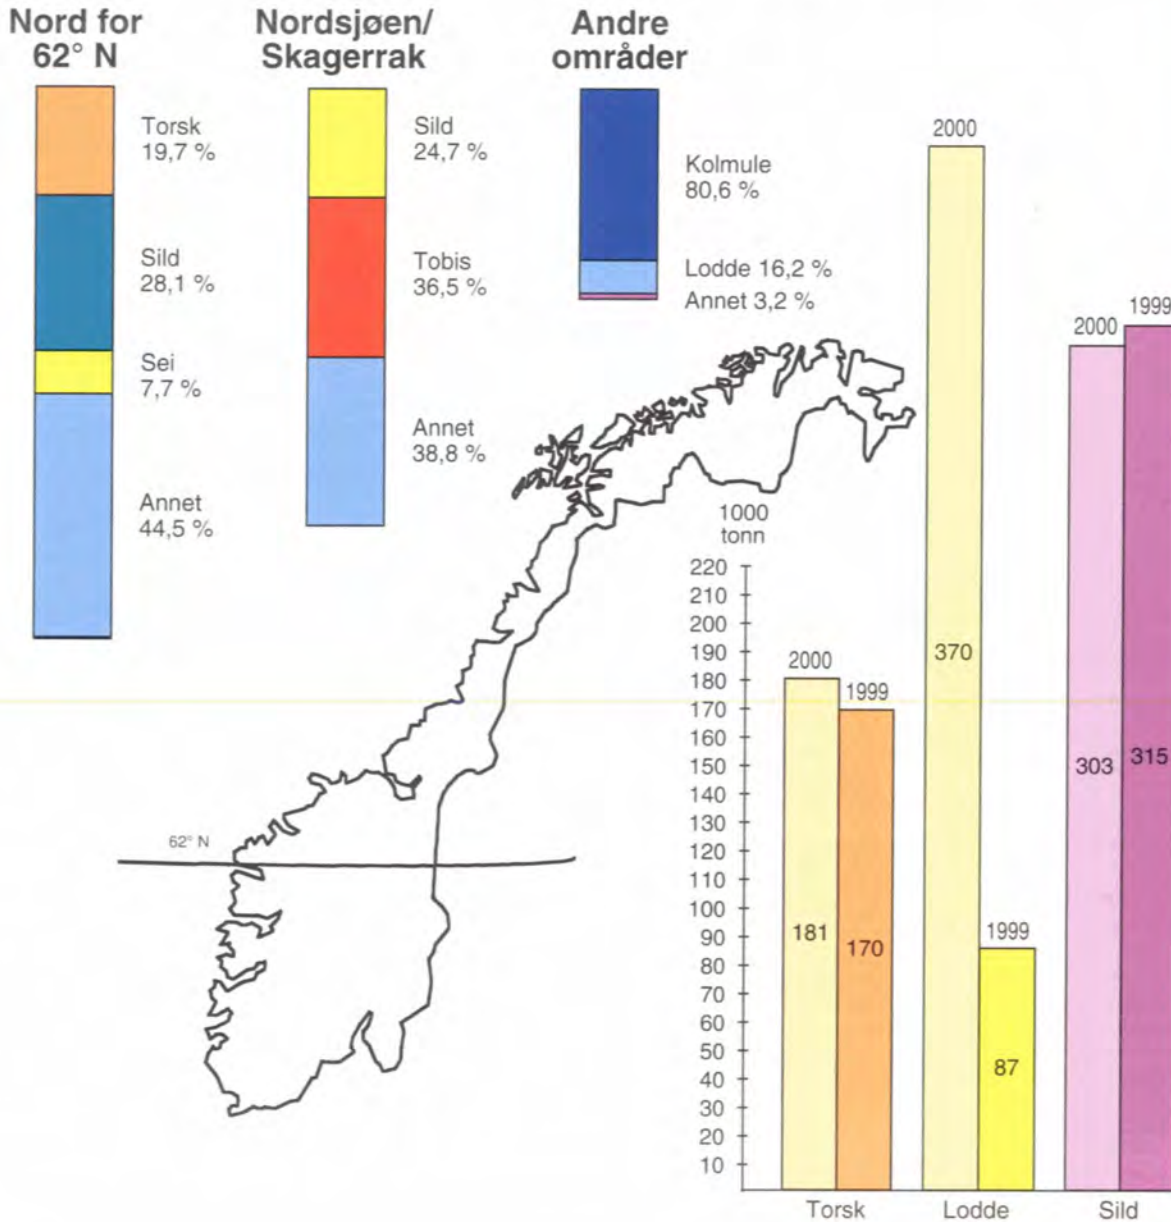 Nord for
62° N
Torsk
19,7 %
Sild
28,1 %
Sei
7,7 %
Annet
44,5 %
Nordsjøen/
Skagerrak
Sild
24,7 %
Tobis
36,5 %
Annet
38,8 %
Andre
områder
Kolmule
80,6 %
Lodde 16,2 %
Annet 3,2 %
62° N
1000
tonn
220
210
200
190
180
170
160
150
140
130
120
110
100
90
80
70
60
50
40
30
20
10
2000
1999
181
170
Torsk
2000
370
1999
87
Lodde
2000
1999
303
315
Sild